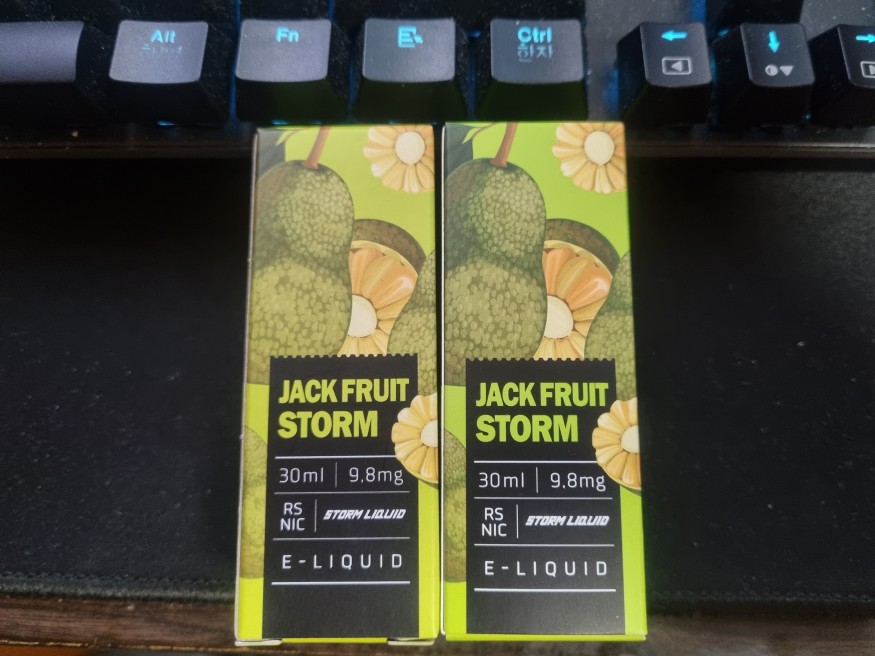 Alt
Fn
Ctrl
한자
JACK FRUIT
STORM
30ml | 9.8mg
RS
NIC
STORM LIQUID
E-LIQUID
JACK FRUIT
STORM
30ml | 9.8mg
RS
NIC
STORM LIQUID
E-LIQUID